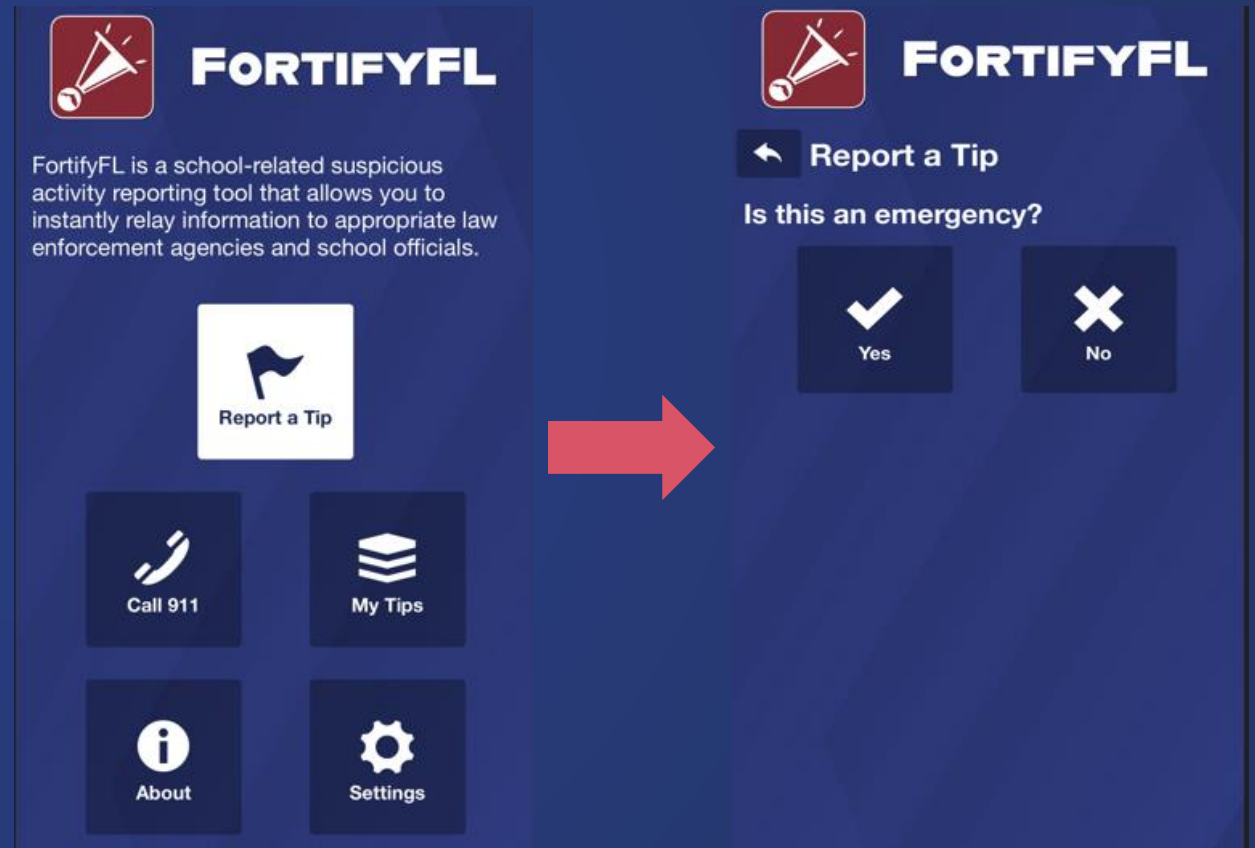 FORTIFYFL
FortifyFL is a school-related suspicious
activity reporting tool that allows you to
instantly relay information to appropriate law
enforcement agencies and school officials.
Report a Tip
Call 911
My Tips
About
Settings
FORTIFYFL
Report a Tip
Is this an emergency?
Yes
No